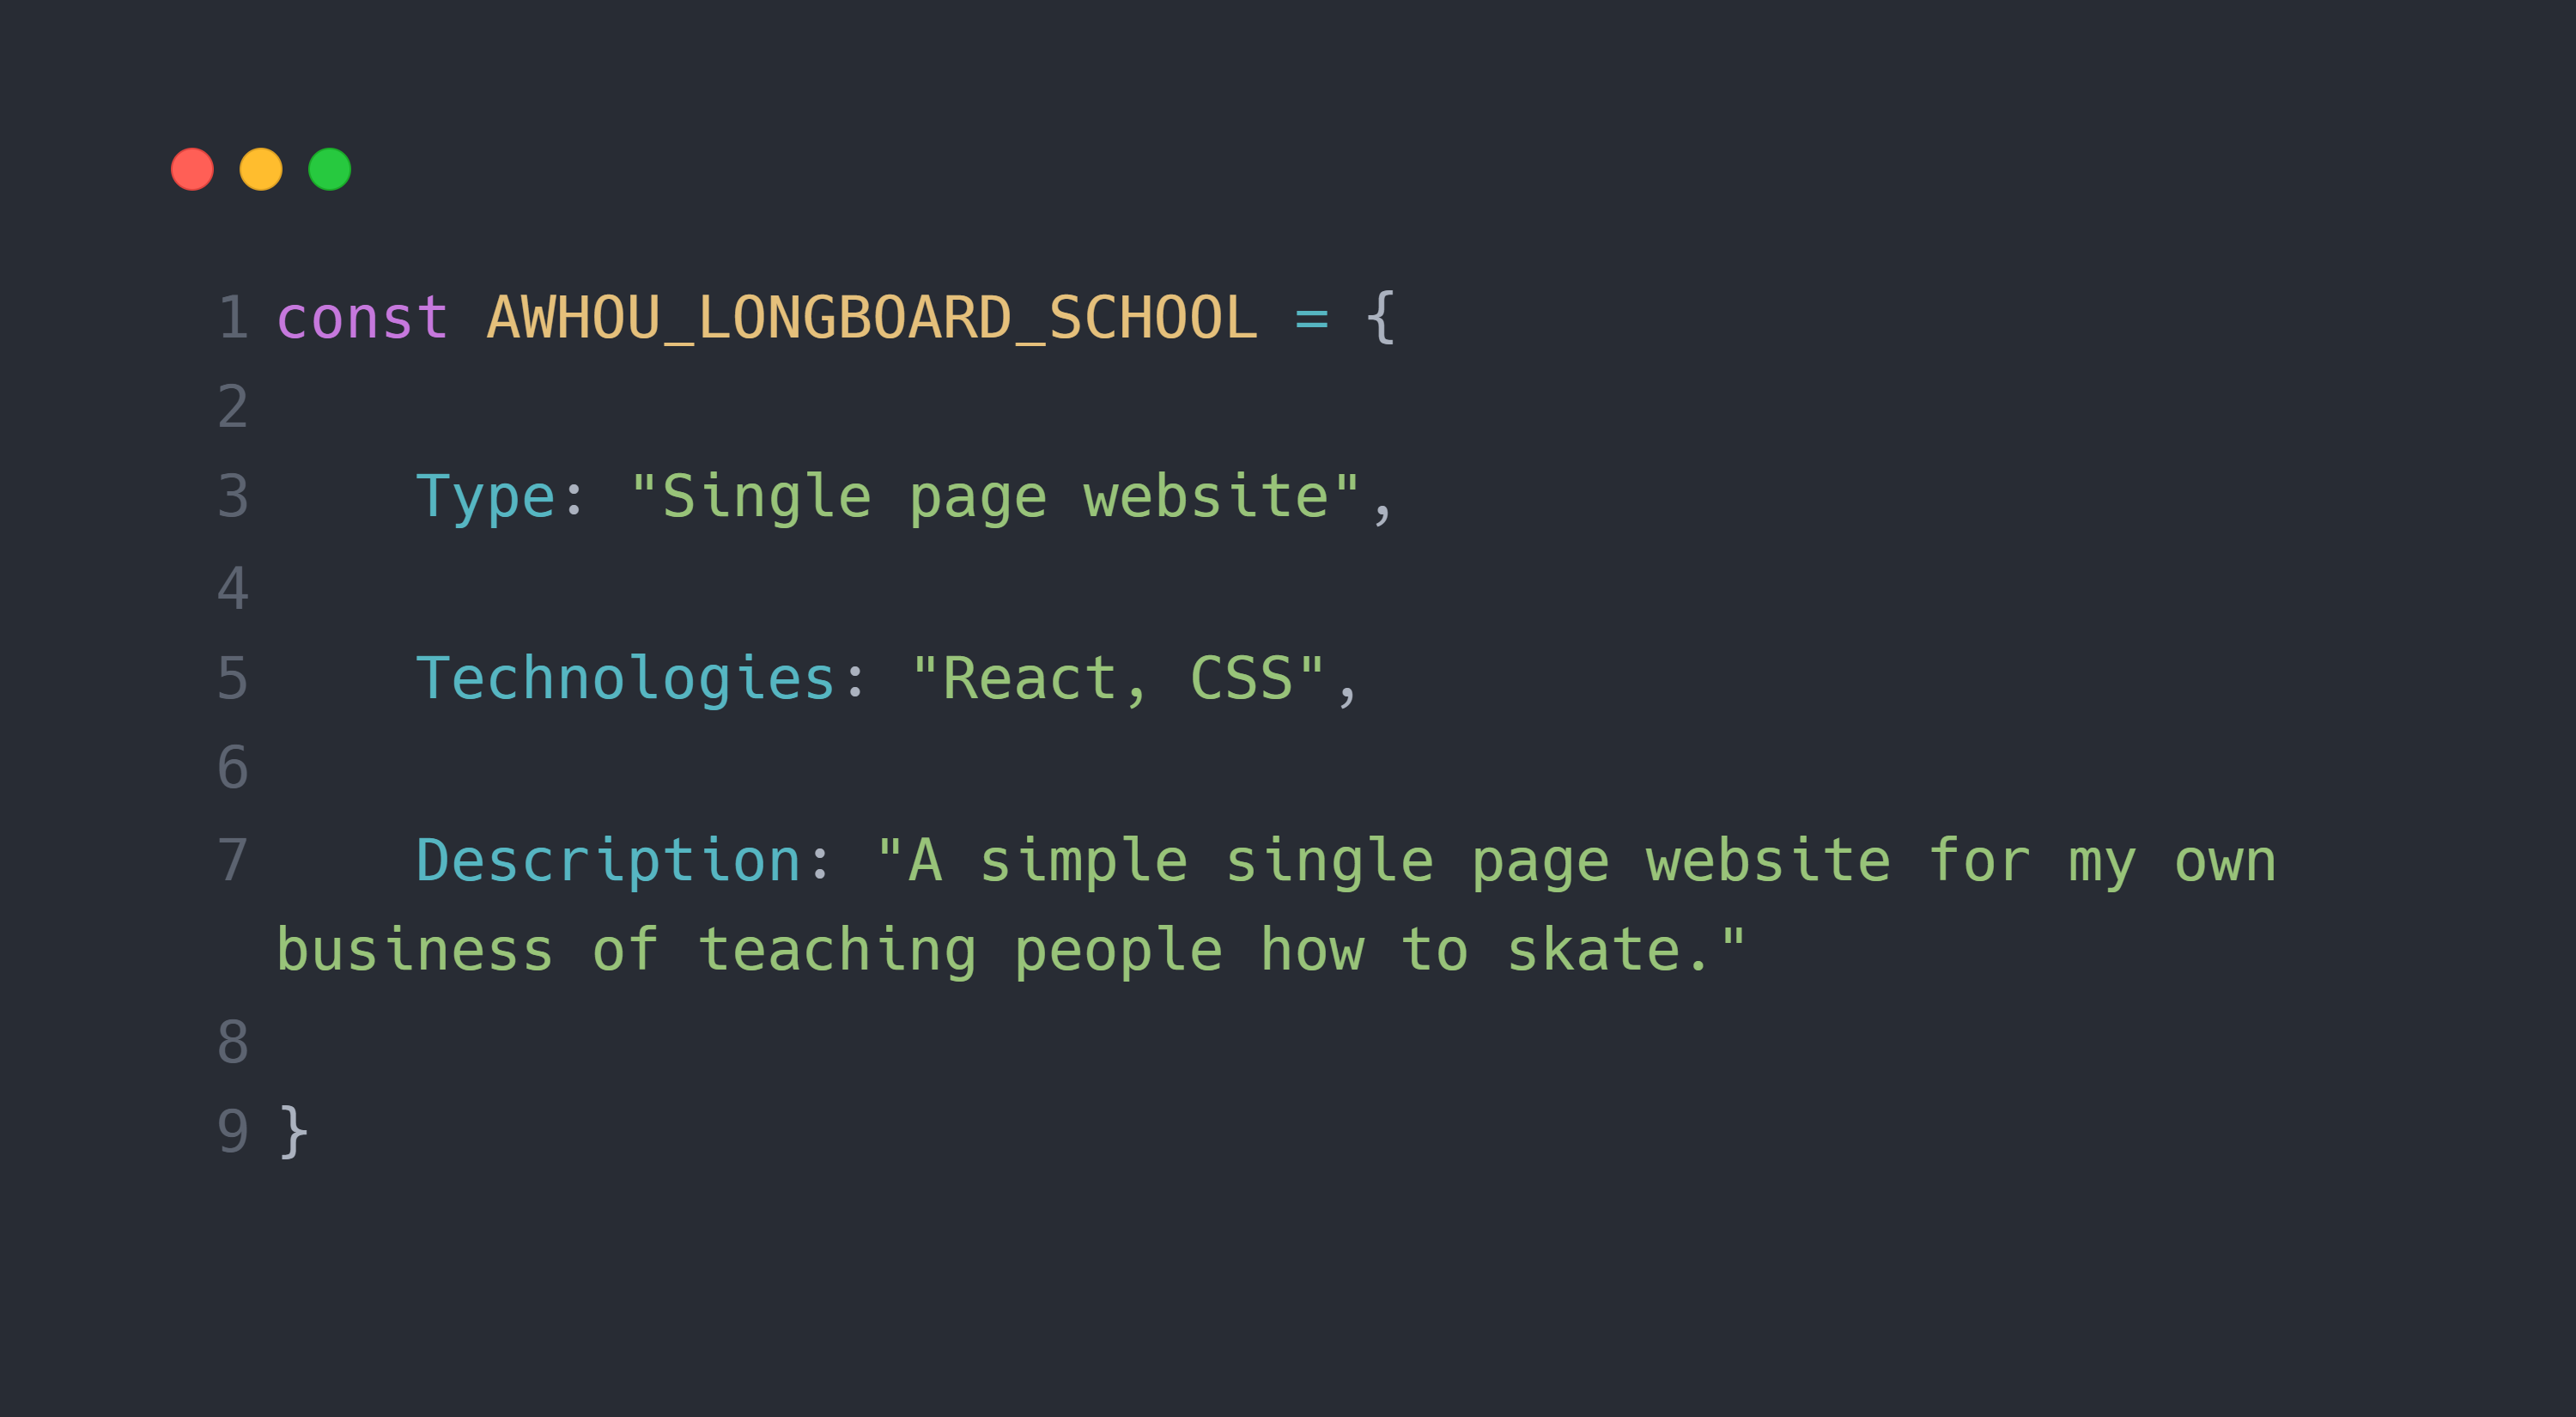 1 const AWHOU_LONGBOARD_SCHOOL = {
2
3     Type: "Single page website",
4
5     Technologies: "React, CSS",
6
7     Description: "A simple single page website for my own
business of teaching people how to skate."
8
9 }